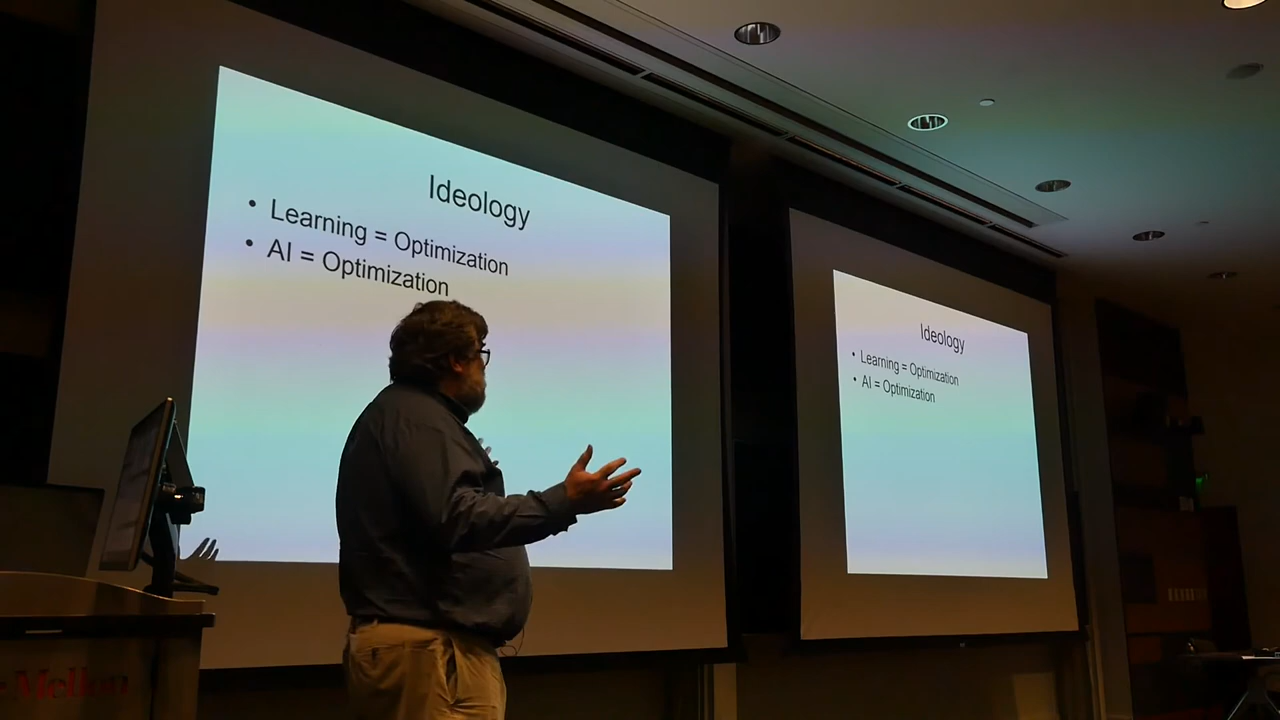 Ideology
• Learning = Optimization
• AI = Optimization
Ideology
• Learning = Optimization
• AI = Optimization
Mellon